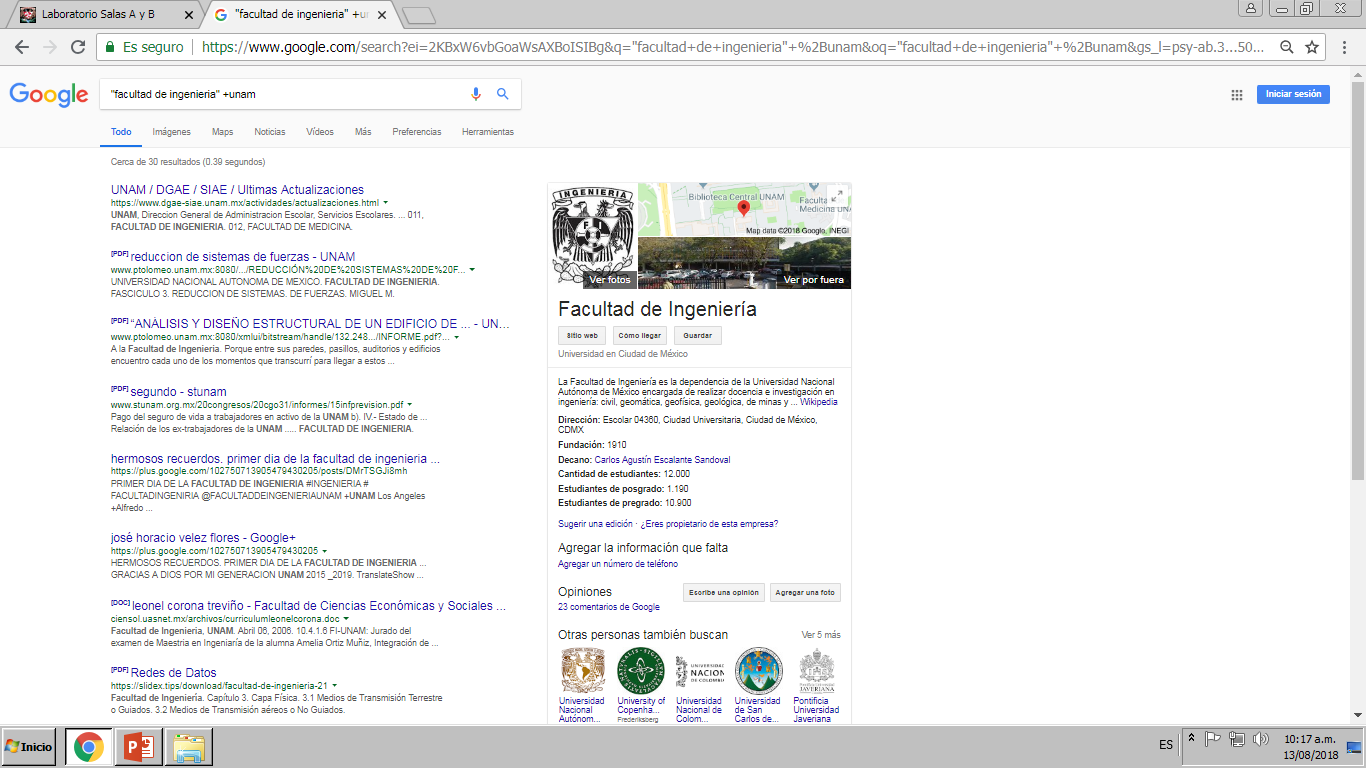 Laboratorio Salas A y B
"facultad de ingenieria" +un
Es seguro
https://www.google.com/search?ei=2KBxW6vbGoaWsAXBoISIBg&q="facultad+de+ingenieria"+%2Bunam&oq="facultad+de+ingenieria"+%2Bunam&gs_l=psy-ab.3...50...
Google
"facultad de ingenieria" +unam
Iniciar sesión
Todo Imágenes Maps Noticias Vídeos Más Preferencias Herramientas
Cerca de 30 resultados (0.39 segundos)
UNAM / DGAE / SIAE / Ultimas Actualizaciones
https://www.dgae-siae.unam.mx/actividades/actualizaciones.html
UNAM, Direccion General de Administracion Escolar, Servicios Escolares. ... 011,
FACULTAD DE INGENIERIA. 012, FACULTAD DE MEDICINA.
[PDF] reduccion de sistemas de fuerzas - UNAM
www.ptolomeo.unam.mx:8080/.../REDUCCIÓN%20DE%20SISTEMAS%20DE%20F...
UNIVERSIDAD NACIONAL AUTONOMA DE MÉXICO. FACULTAD DE INGENIERIA.
FASCICULO 3. REDUCCION DE SISTEMAS. DE FUERZAS. MIGUEL M.
[PDF] "ANÁLISIS Y DISEÑO ESTRUCTURAL DE UN EDIFICIO DE ... - UN...
www.ptolomeo.unam.mx:8080/xmlui/bitstream/handle/132.248.../INFORME.pdf?...
A la Facultad de Ingenieria. Porque entre sus paredes, pasillos, auditorios y edificios
encuentro cada uno de los momentos que transcurrí para llegar a estos ...
[PDF] segundo - stunam
www.stunam.org.mx/20congresos/20cgo31/informes/15infprevision.pdf
Pago del seguro de vida a trabajadores en activo de la UNAM b). IV.- Estado de ...
Relación de los ex-trabajadores de la UNAM ..... FACULTAD DE INGENIERIA.
hermosos recuerdos. primer dia de la facultad de ingenieria ...
https://plus.google.com/102750713905479430205/posts/DMrTSGJi8mh
PRIMER DIA DE LA FACULTAD DE INGENIERIA #INGENIERIA #
FACULTADINGENIRIA @FACULTADDEINGENIERIAUNAM +UNAM Los Angeles
+Alfredo ...
josé horacio velez flores - Google+
https://plus.google.com/102750713905479430205
HERMOSOS RECUERDOS. PRIMER DIA DE LA FACULTAD DE INGENIERIA ...
GRACIAS A DIOS POR MI GENERACION UNAM 2015 _2019. TranslateShow ...
[DOC] leonel corona treviño - Facultad de Ciencias Económicas y Sociales ...
ciensol.uasnet.mx/archivos/curriculumleonelcorona.doc
Facultad de Ingenieria, UNAM. Abril 06, 2006. 10.4.1.6 FI-UNAM: Jurado del
examen de Maestria en Ingeniaría de la alumna Amelia Ortiz Muñiz, Integración de ...
[PDF] Redes de Datos
https://slidex.tips/download/facultad-de-ingenieria-21
Facultad de Ingenieria. Capítulo 3. Capa Física. 3.1 Medios de Transmisión Terrestre
o Guiados. 3.2 Medios de Transmisión aéreos o No Guiados.
INGENIERIA
Biblioteca Central UNAM
Faculta
Medicina UNA
Map data ©2018 Google, INEGI
Ver fotos
Ver por fuera
Facultad de Ingeniería
Sitio web Cómo llegar Guardar
Universidad en Ciudad de México
La Facultad de Ingeniería es la dependencia de la Universidad Nacional
Autónoma de México encargada de realizar docencia e investigación en
ingeniería: civil, geomática, geofísica, geológica, de minas y ... Wikipedia
Dirección: Escolar 04360, Ciudad Universitaria, Ciudad de México,
CDMX
Fundación: 1910
Decano: Carlos Agustín Escalante Sandoval
Cantidad de estudiantes: 12.000
Estudiantes de posgrado: 1.190
Estudiantes de pregrado: 10.900
Sugerir una edición · ¿Eres propietario de esta empresa?
Agregar la información que falta
Agregar un número de teléfono
Opiniones
Escribe una opinión Agregar una foto
23 comentarios de Google
Otras personas también buscan
Ver 5 más
Universidad
Nacional
Autónom...
University of
Copenha...
Frederiksberg
UNIVERSIDAD
NACION
DE COLOMBI
Universidad
Nacional de
Colom...
Universidad
de San
Carlos de...
JAVERIANA
Pontificia
Universidad
Javeriana
Inicio
ES
10:17 a.m.
13/08/2018